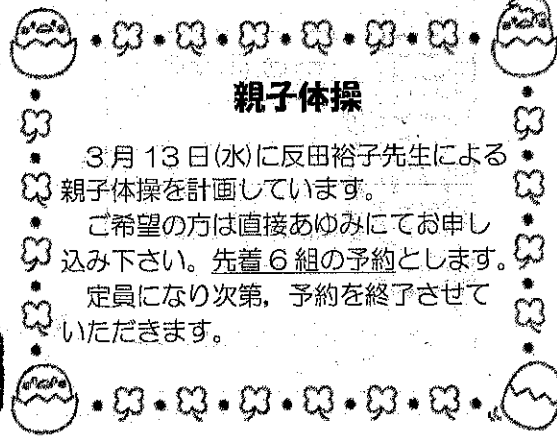 親子体操
3月13日(水)に反田裕子先生による
親子体操を計画しています。
ご希望の方は直接あゆみにてお申し
込み下さい。先着6組の予約とします。
定員になり次第，予約を終了させて
いただきます。